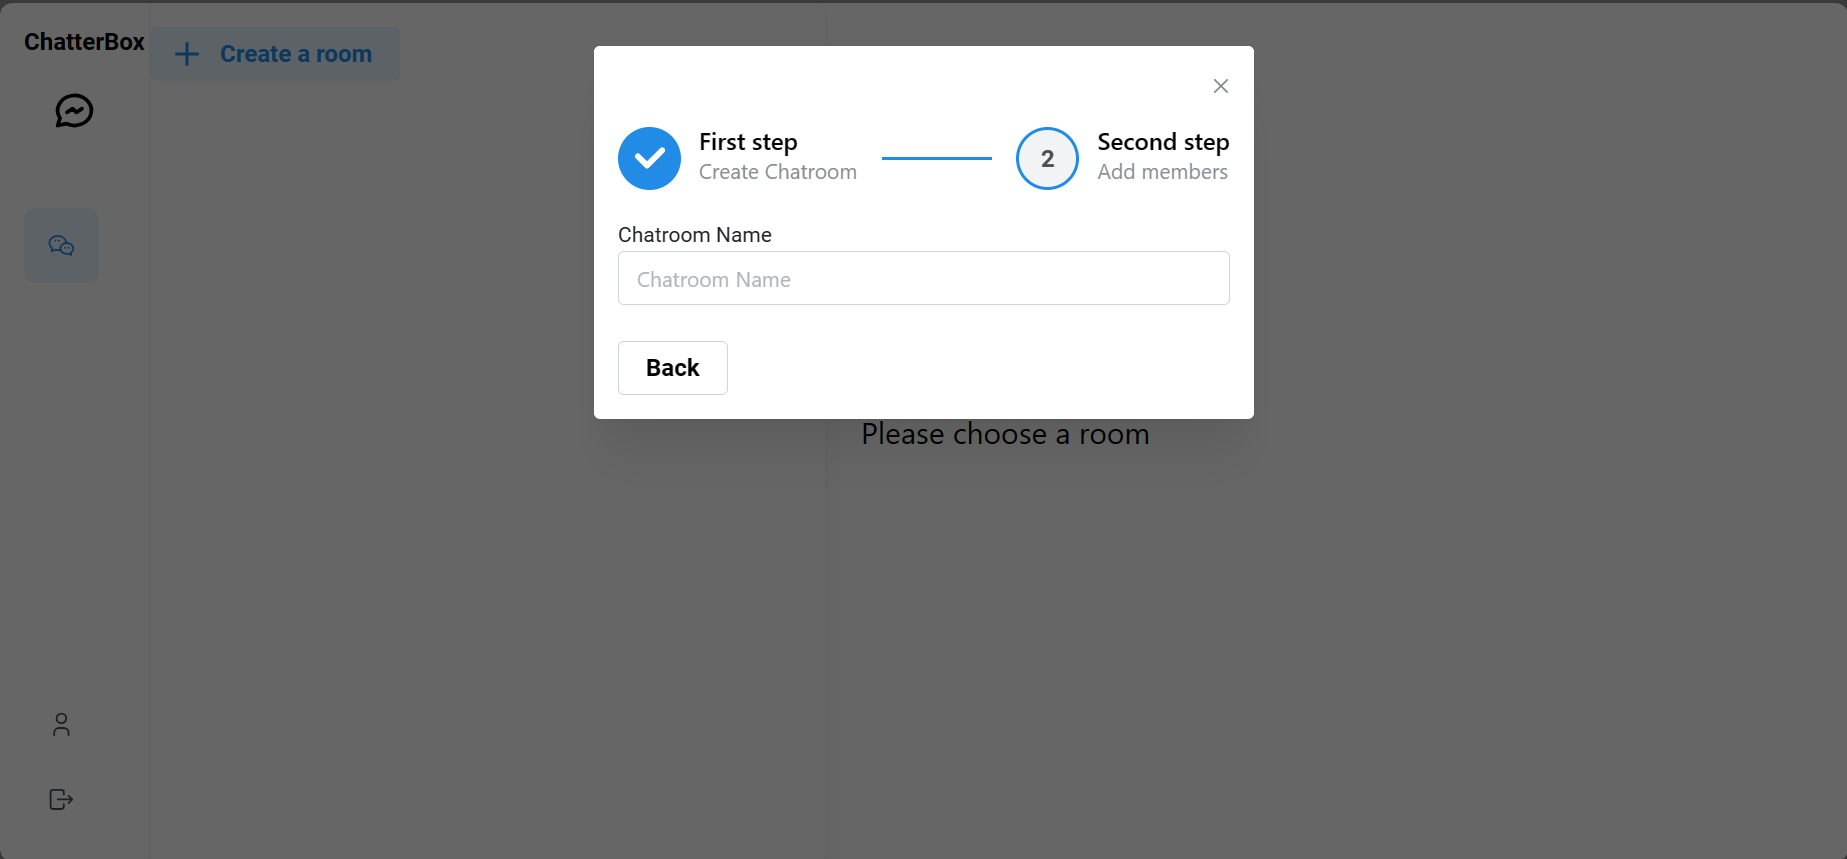 ChatterBox
Create a room
First step
Create Chatroom
2
Second step
Add members
Chatroom Name
Chatroom Name
Back
Please choose a room